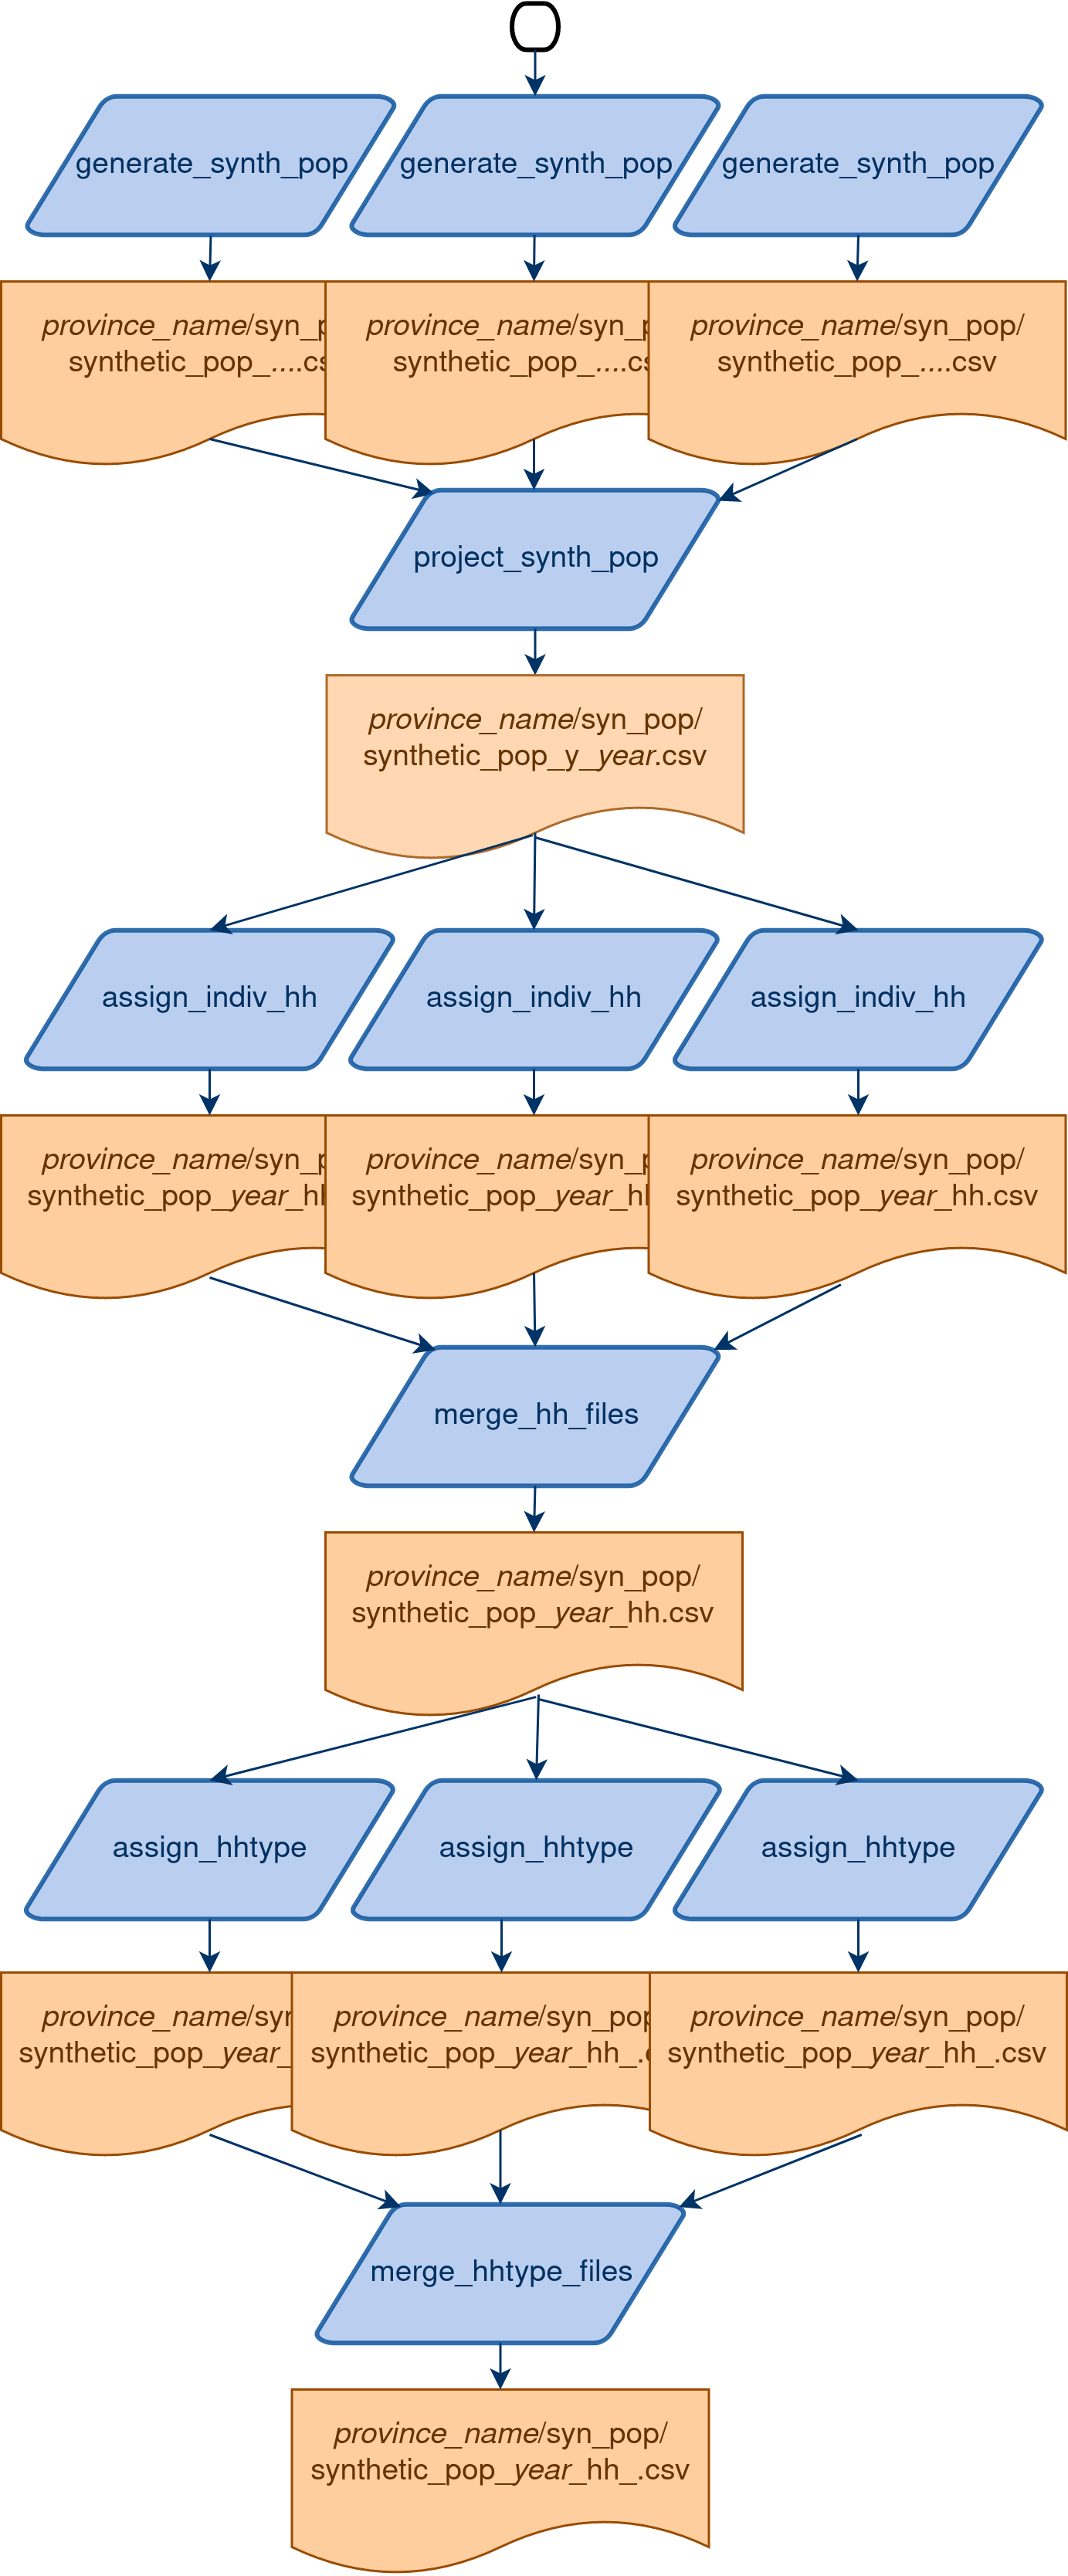 generate_synth_pop
generate_synth_pop
generate_synth_pop
province_name/syn_p
synthetic_pop_....cs
province_name/syn_p
synthetic_pop_....cs
province_name/syn_pop/
synthetic_pop_....csv
project_synth_pop
province_name/syn_pop/
synthetic_pop_y_year.csv
assign_indiv_hh
assign_indiv_hh
assign_indiv_hh
province_name/syn_p
synthetic_pop_year_hh
province_name/syn_p
synthetic_pop_year_hh
province_name/syn_pop/
synthetic_pop_year_hh.csv
merge_hh_files
province_name/syn_pop/
synthetic_pop_year_hh.csv
assign_hhtype
assign_hhtype
assign_hhtype
province_name/syn
synthetic_pop_year_
province_name/syn_pop
synthetic_pop_year_hh_.c
province_name/syn_pop/
synthetic_pop_year_hh_.csv
merge_hhtype_files
province_name/syn_pop/
synthetic_pop_year_hh_.csv